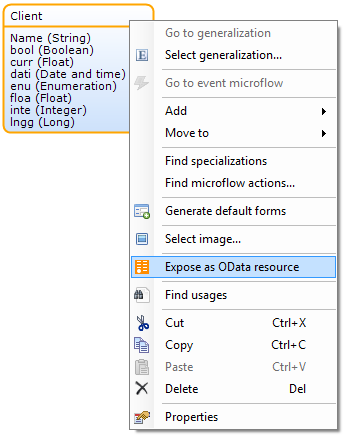 Client
Name (String)
bool (Boolean)
curr (Float)
dati (Date and time)
enu (Enumeration)
floa (Float)
inte (Integer)
lngg (Long)
Go to generalization
Select generalization...
Go to event microflow
Add
Move to
Find specializations
Find microflow actions...
Generate default forms
Select image...
Expose as OData resource
Find usages
Cut Ctrl+X
Copy Ctrl+C
Paste Ctrl+V
Delete Del
Properties